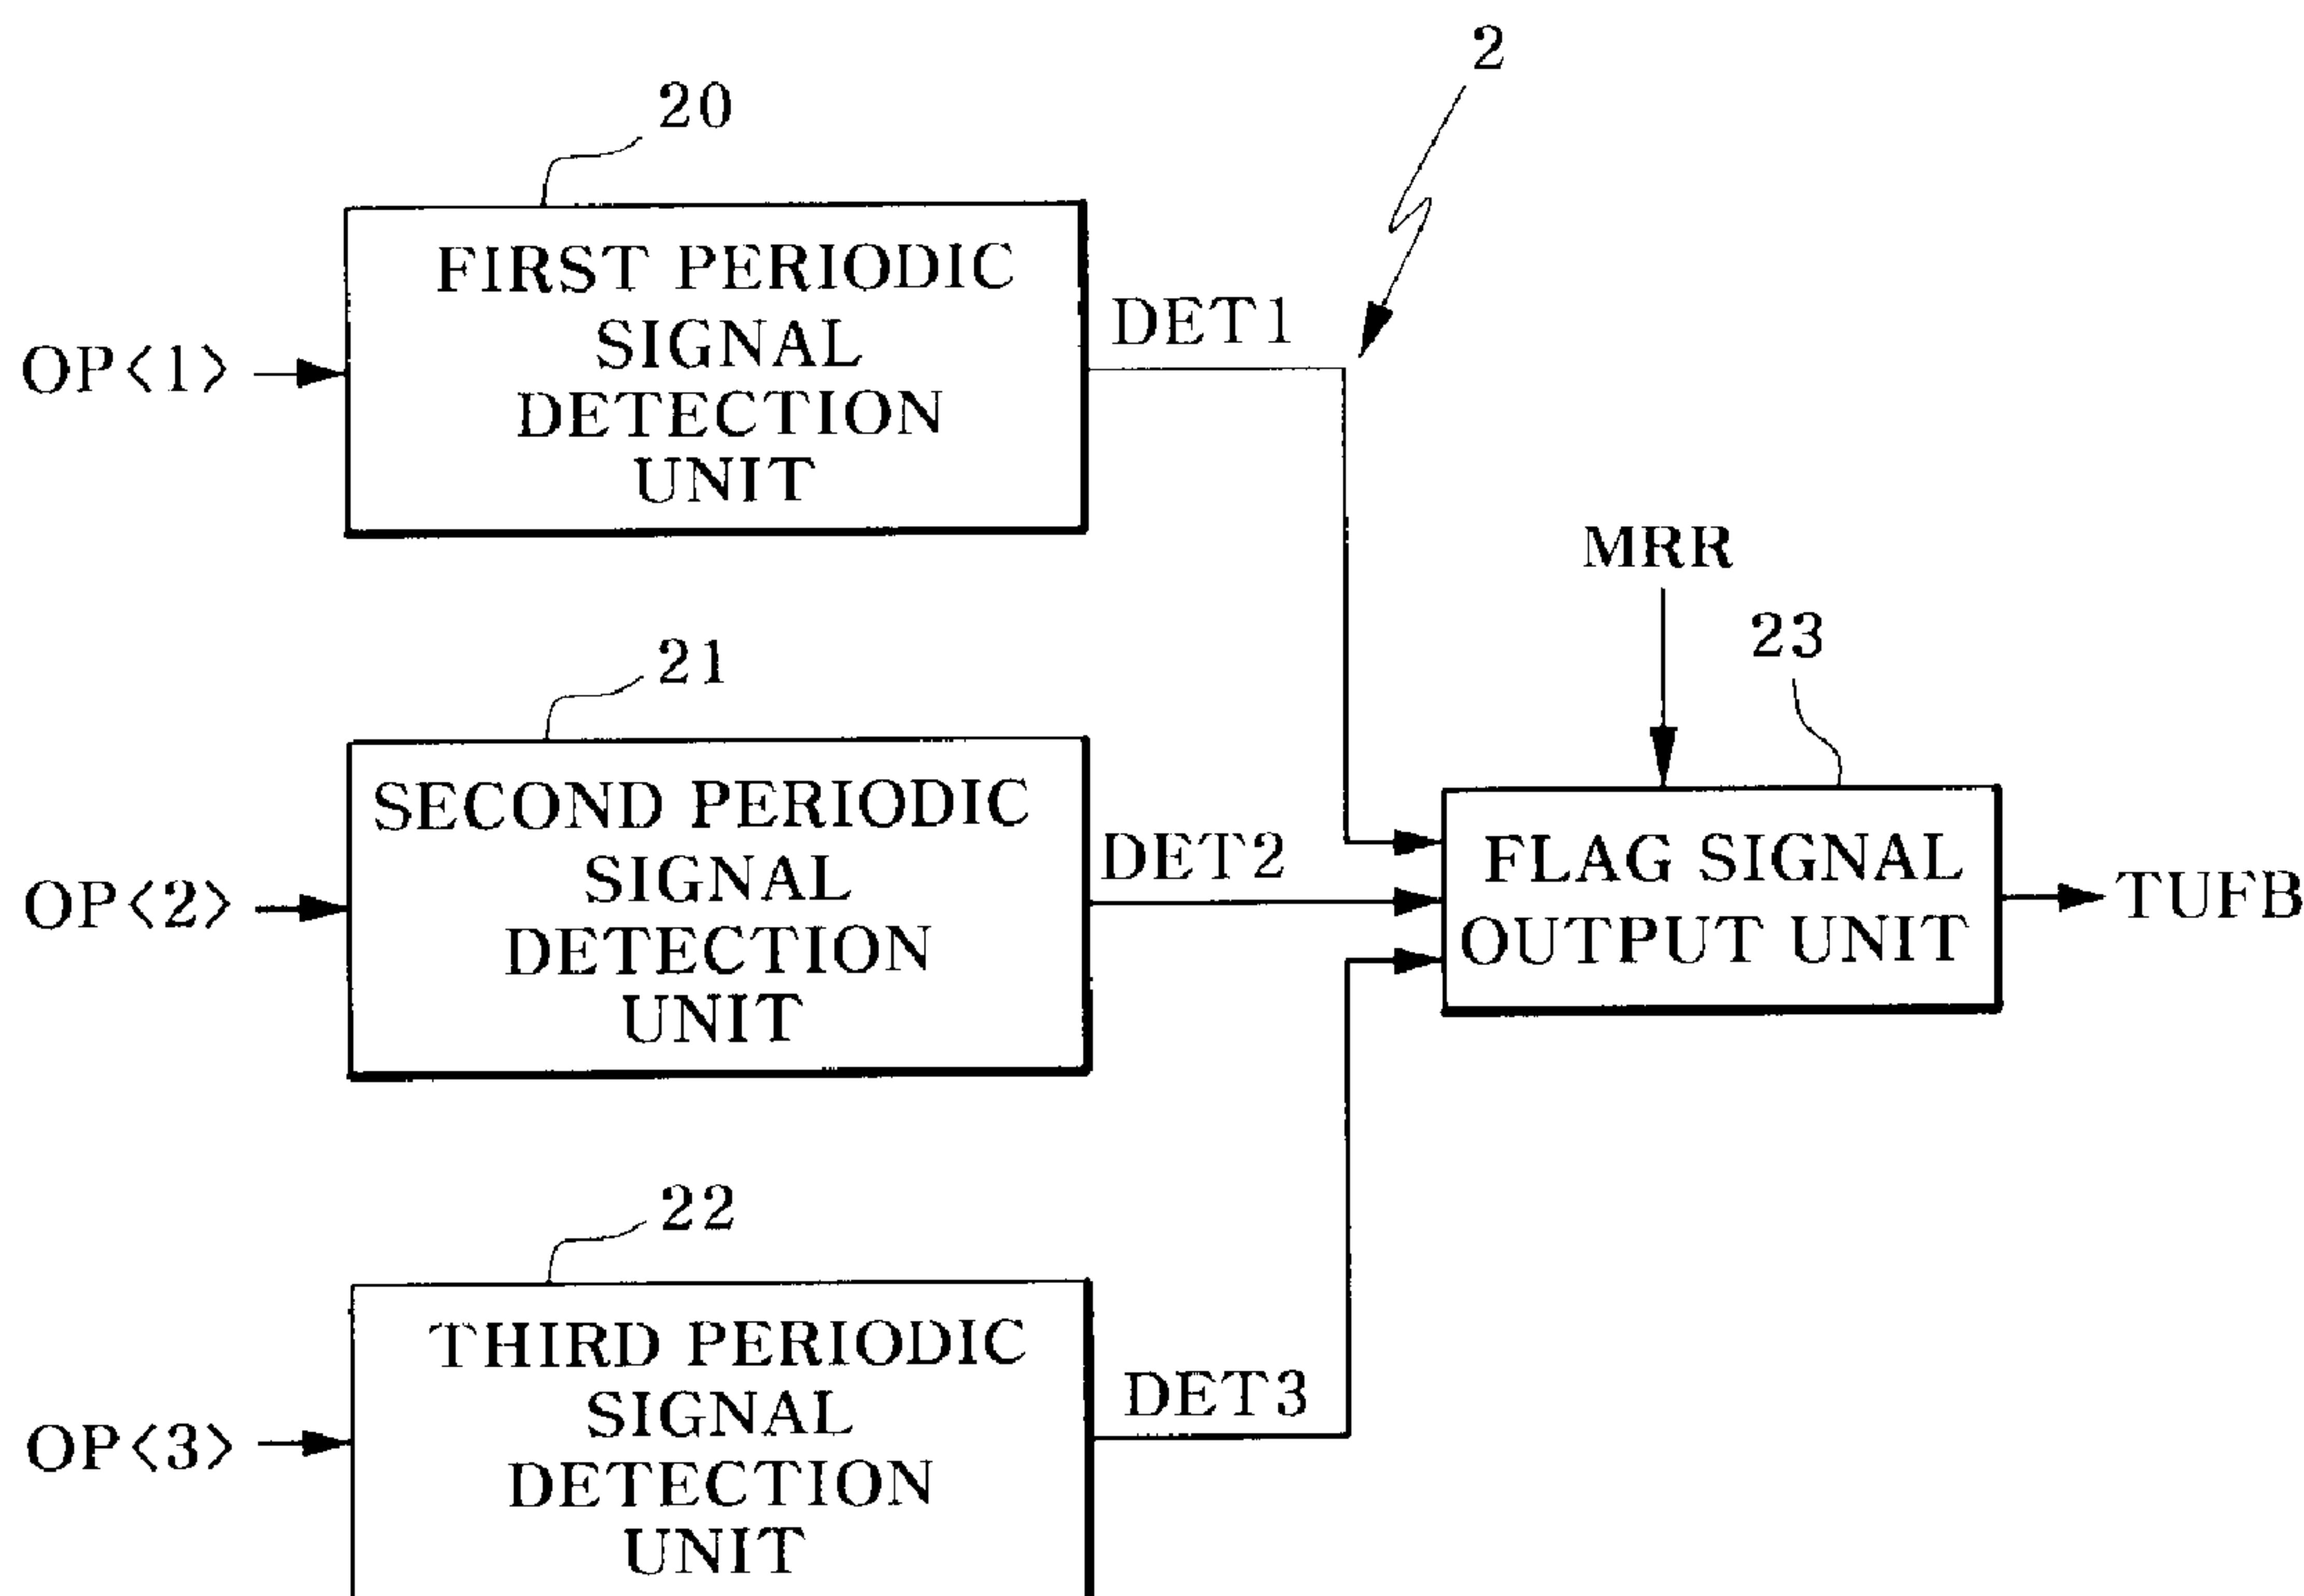 2
20
FIRST PERIODIC
SIGNAL
DETECTION
UNIT
OP<1>
DET1
MRR
23
21
SECOND PERIODIC
SIGNAL
DETECTION
UNIT
OP<2>
DET2
FLAG SIGNAL
OUTPUT UNIT
TUFB
22
THIRD PERIODIC
SIGNAL
DETECTION
UNIT
OP<3>
DET3